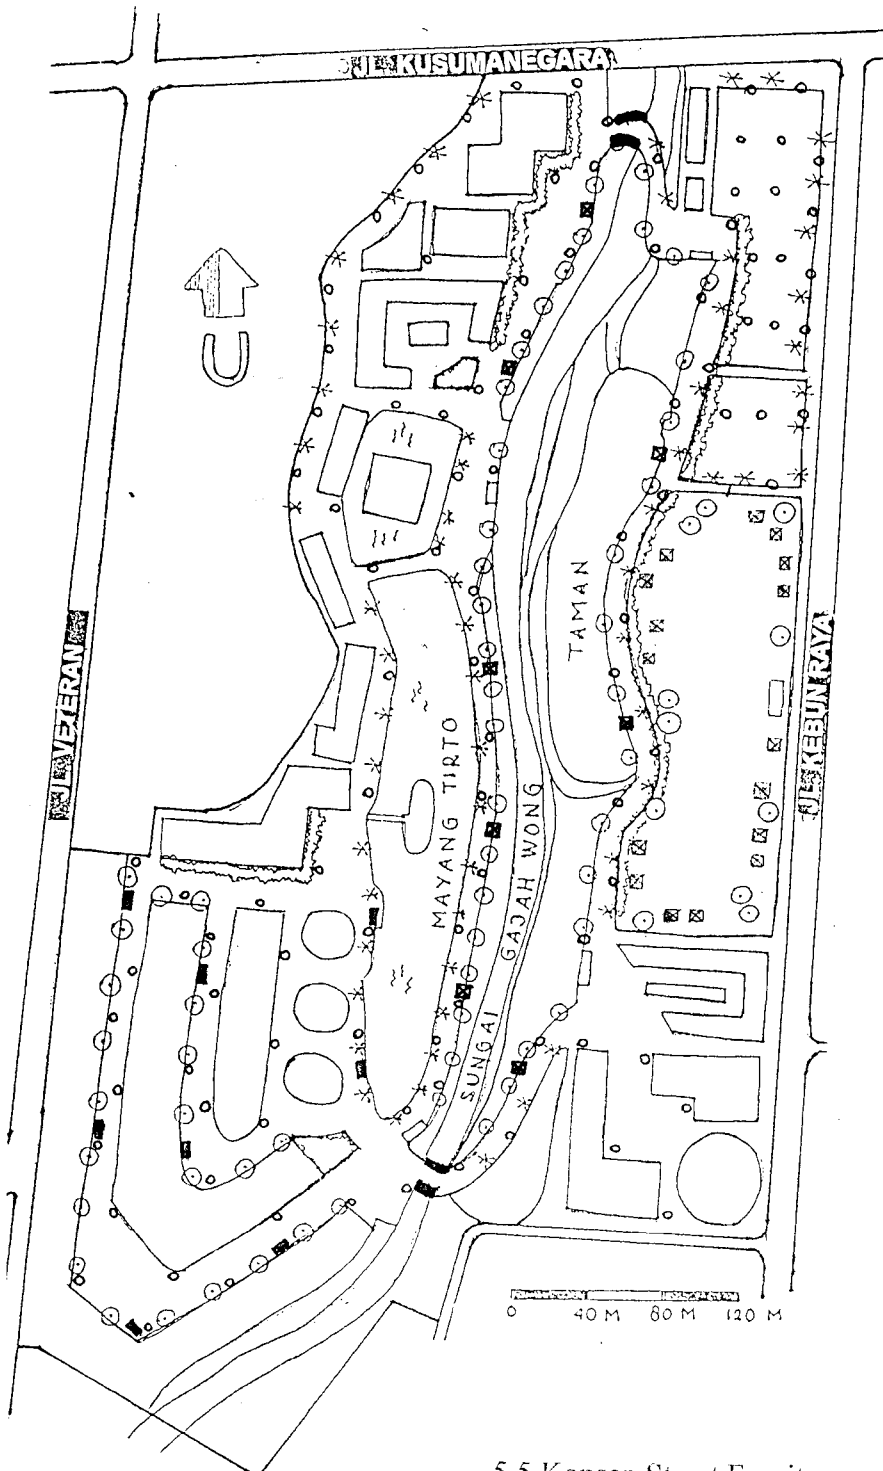 JL. KUSUMANEGARA
U
TAMAN
JL. VETERAN
JL. KEBUN RAYA
MAYANG TIRTO
SUNGAI GAJAH WONG
0 40 M 80 M 120 M
5.5 Konsep Street